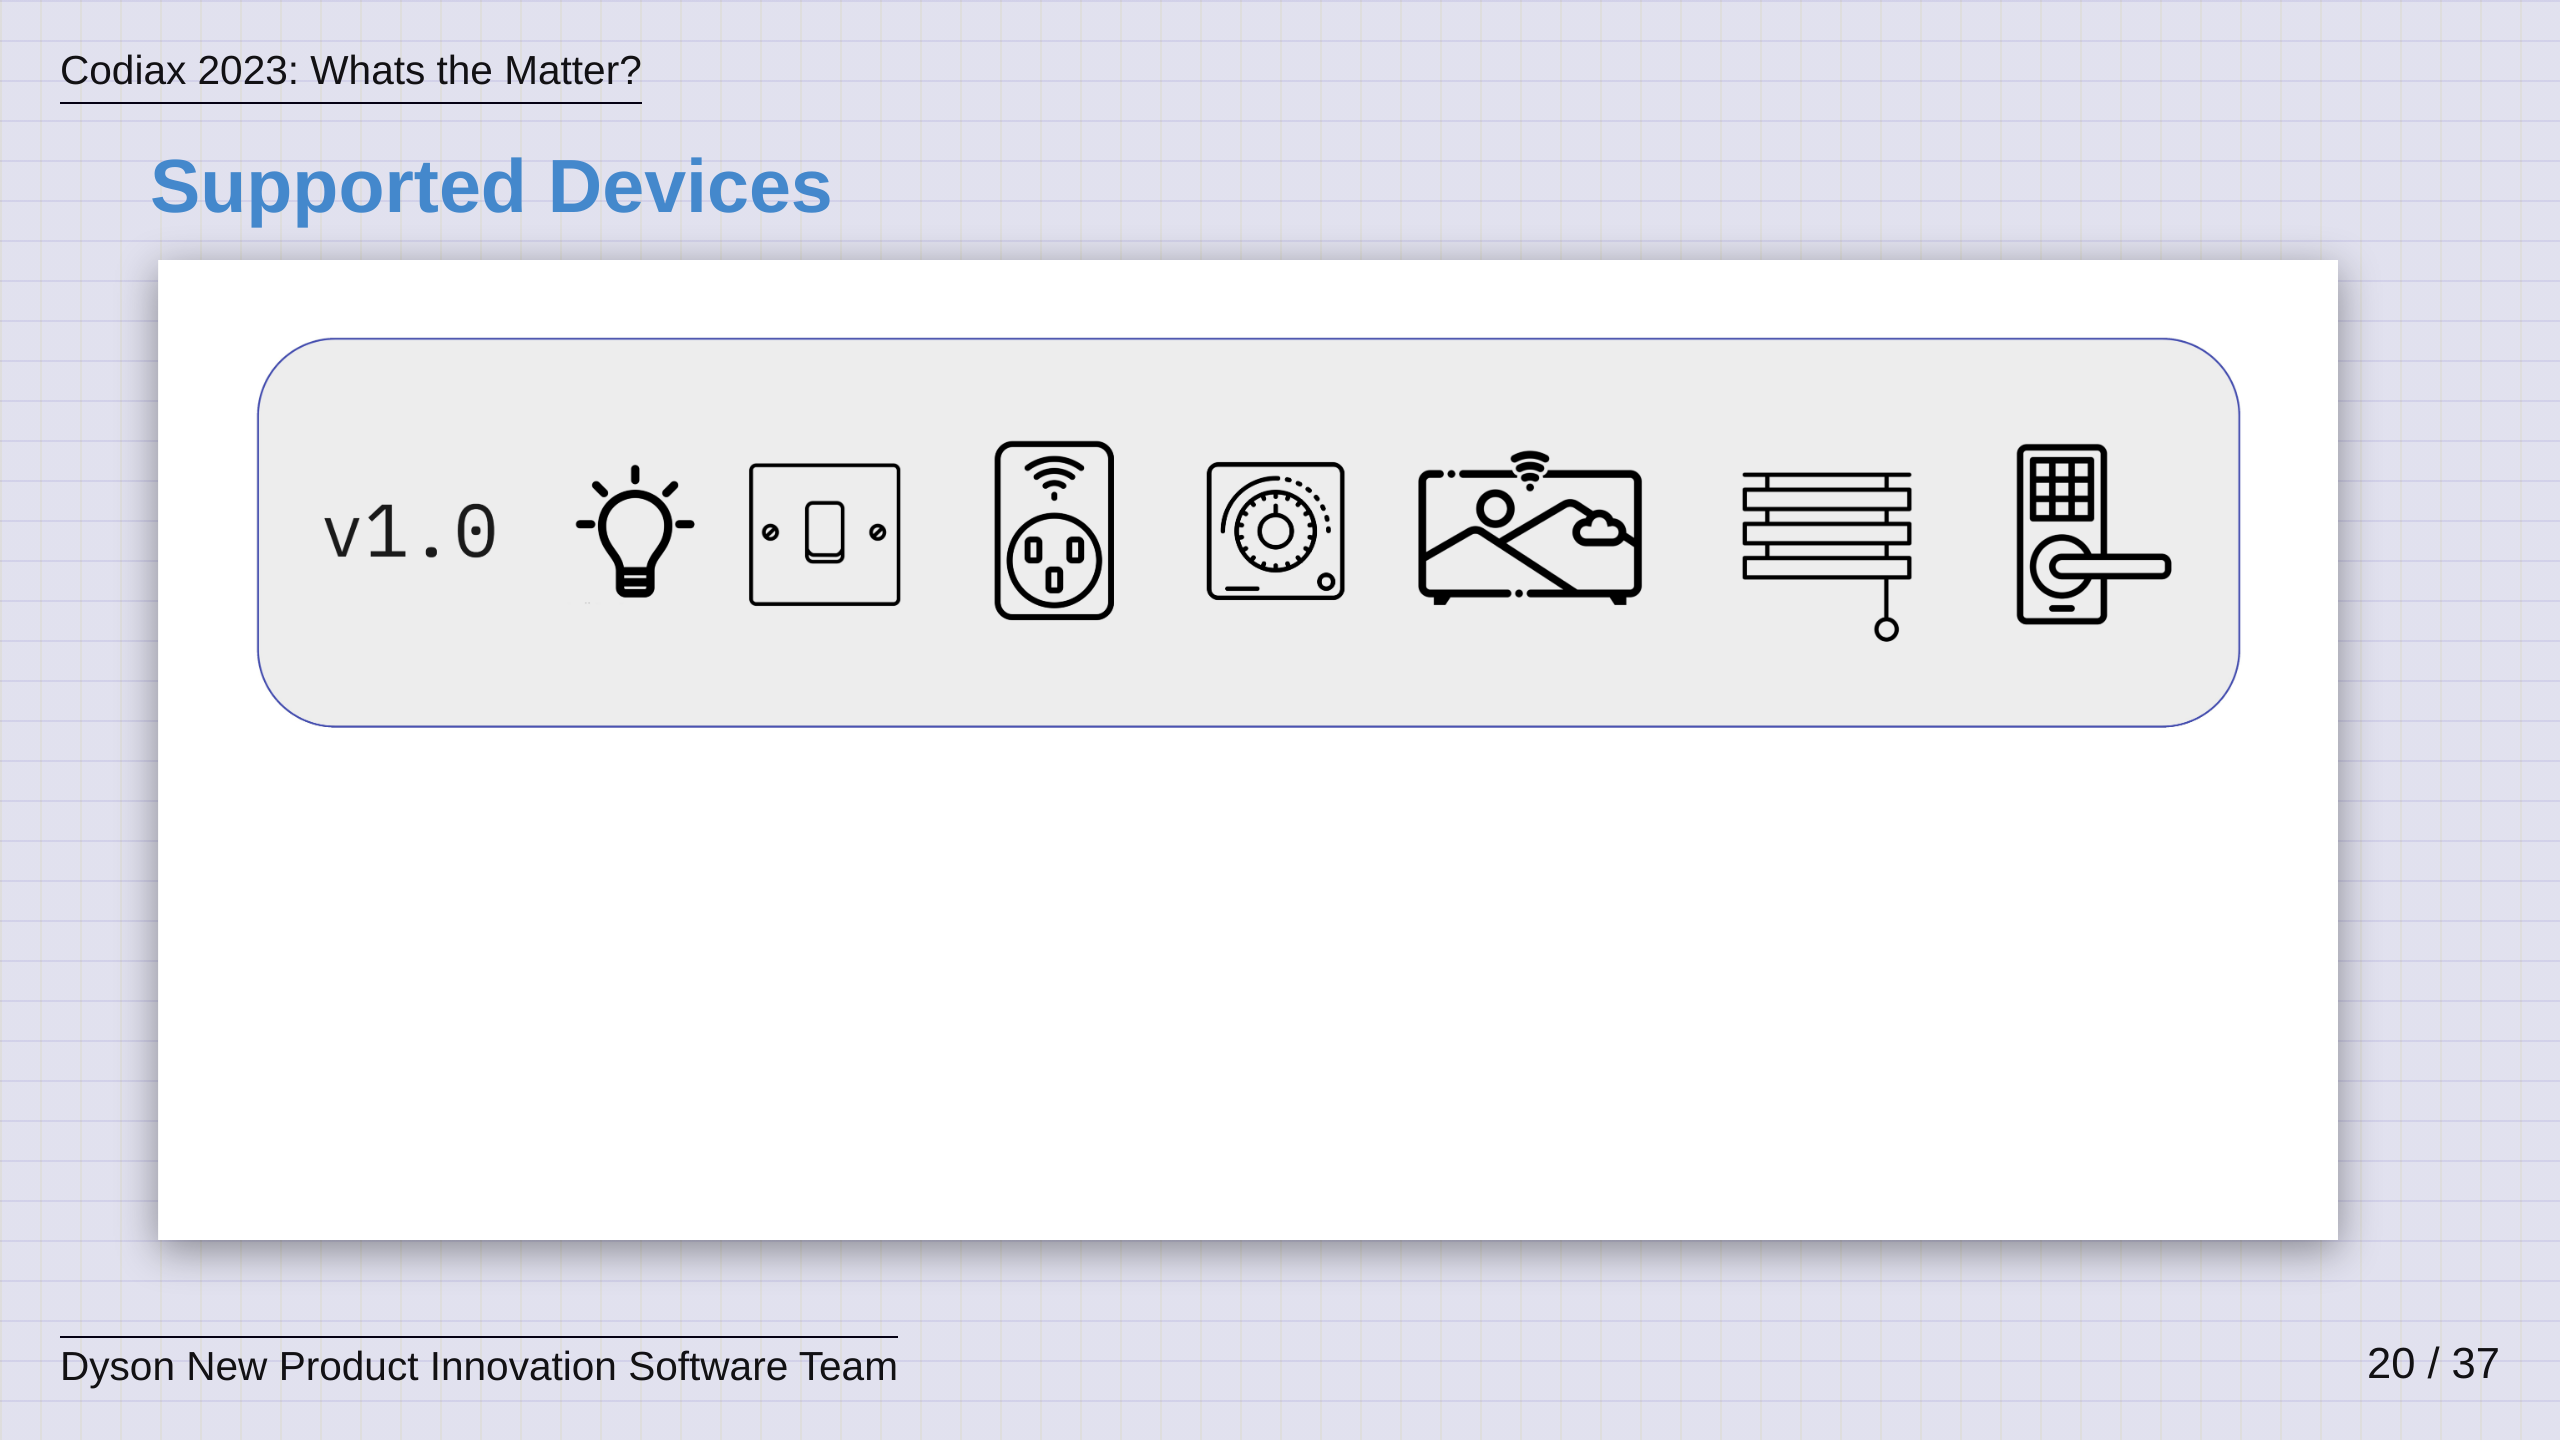 Codiax 2023: Whats the Matter?
Supported Devices
v1.0
Dyson New Product Innovation Software Team
20 / 37